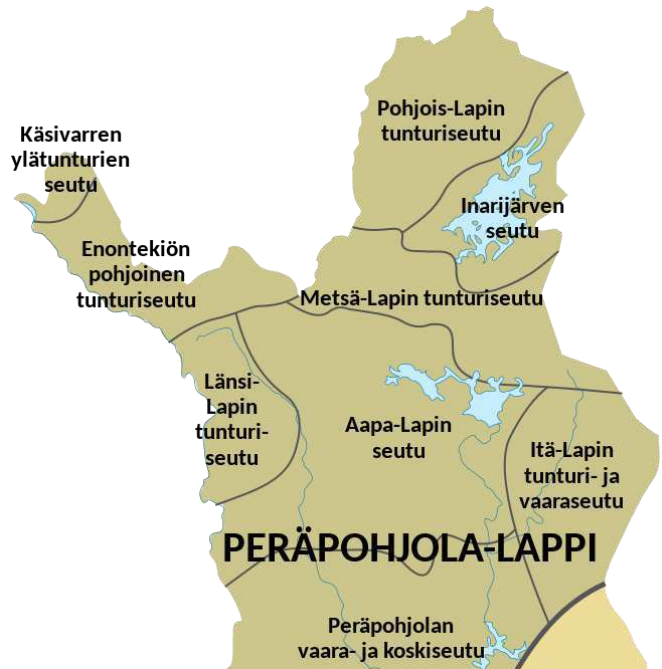 Pohjois-Lapin
tunturiseutu
Käsivarren
ylätunturien
seutu
Inarijärven
seutu
Enontekiön
pohjoinen
tunturiseutu
Metsä-Lapin tunturiseutu
Länsi-
Lapin
tunturi-
seutu
Aapa-Lapin
seutu
Itä-Lapin
tunturi- ja
vaaraseutu
PERÄPOHJOLA-LAPPI
Peräpohjolan
vaara- ja koskiseutu